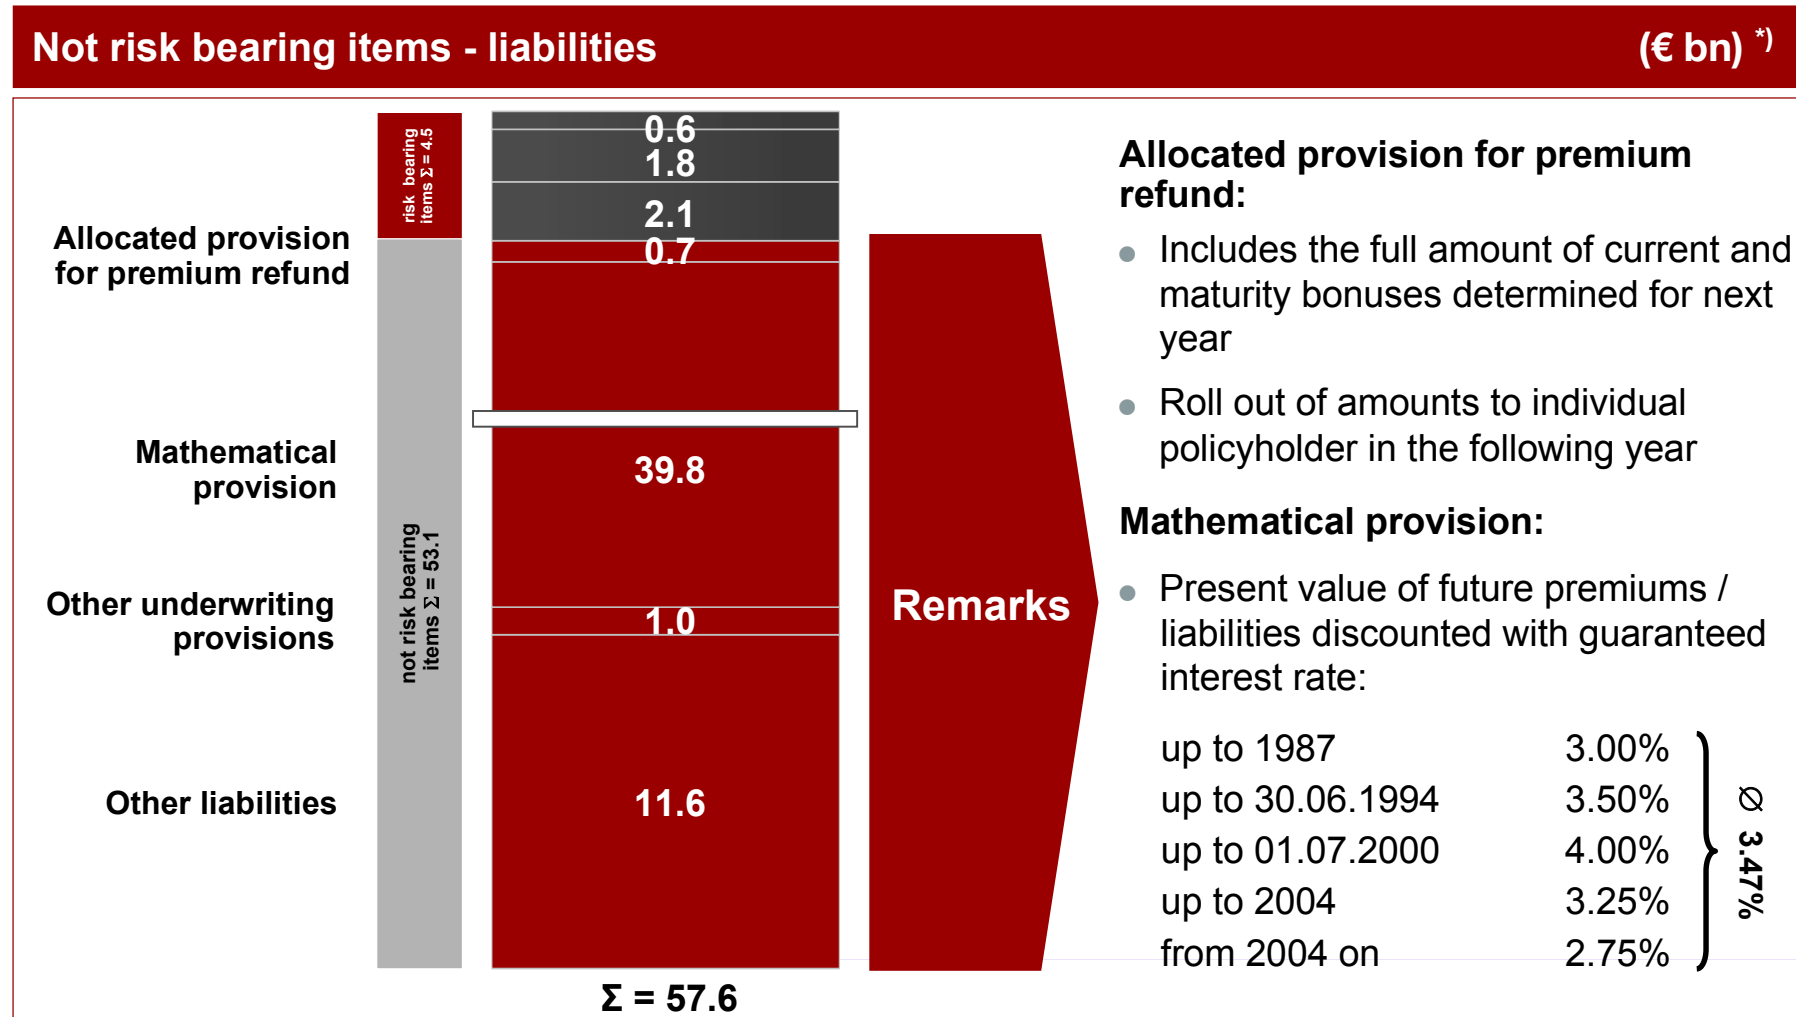 Not risk bearing items - liabilities
(€ bn) *)
risk bearing
items Σ = 4.5
not risk bearing
items Σ = 53.1
Allocated provision
for premium refund
Mathematical
provision
Other underwriting
provisions
Other liabilities
0.6
1.8
2.1
0.7
39.8
1.0
11.6
Σ = 57.6
Remarks
Allocated provision for premium
refund:
● Includes the full amount of current and
maturity bonuses determined for next
year
● Roll out of amounts to individual
policyholder in the following year
Mathematical provision:
● Present value of future premiums /
liabilities discounted with guaranteed
interest rate:
up to 1987 3.00%
up to 30.06.1994 3.50%
up to 01.07.2000 4.00%
up to 2004 3.25%
from 2004 on 2.75%
∅ 3.47%